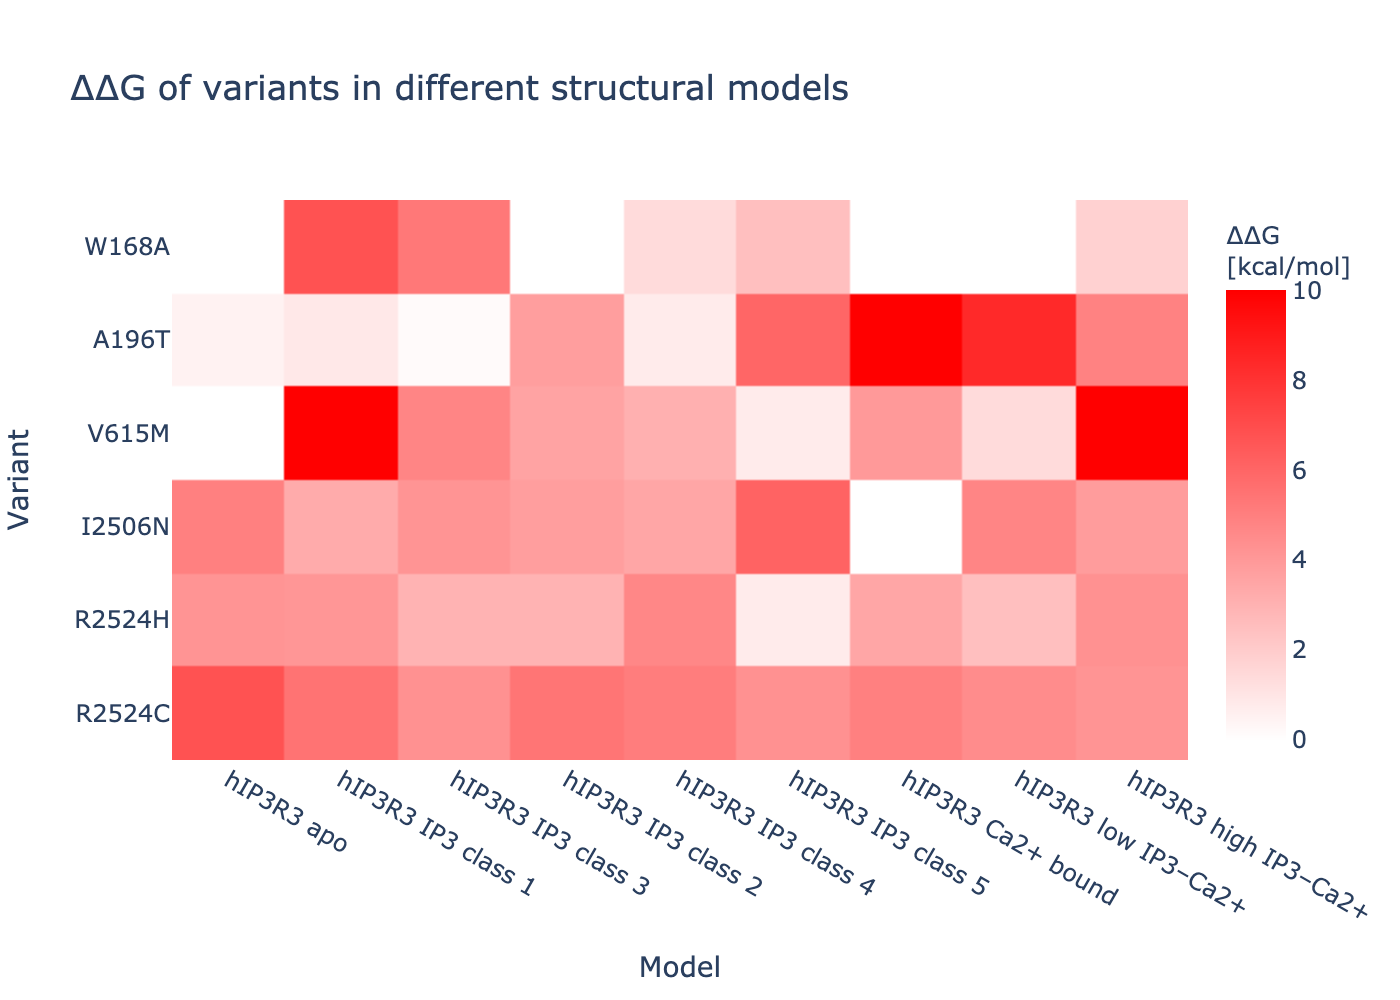 ΔΔG of variants in different structural models
ΔΔG
[kcal/mol]
10
8
6
4
2
0
Variant
W168A
A196T
V615M
I2506N
R2524H
R2524C
hIP3R3 apo
hIP3R3 IP3 class 1
hIP3R3 IP3 class 3
hIP3R3 IP3 class 2
hIP3R3 IP3 class 4
hIP3R3 IP3 class 5
hIP3R3 Ca2+ bound
hIP3R3 low IP3–Ca2+
hIP3R3 high IP3–Ca2+
Model